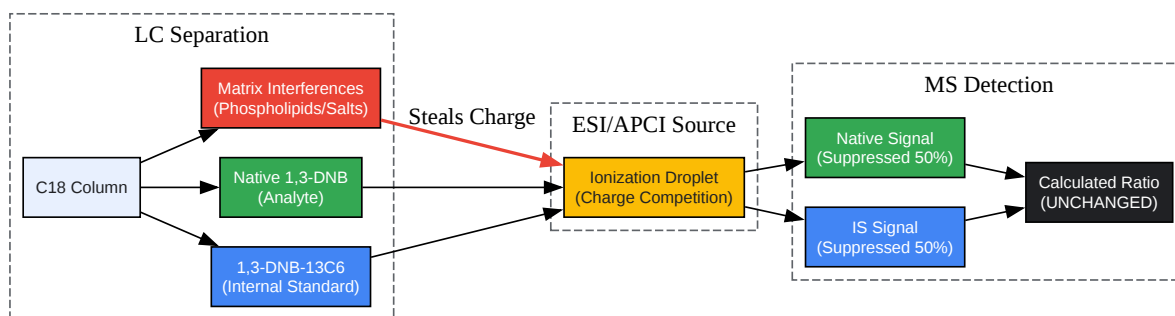 LC Separation
Matrix Interferences
(Phospholipids/Salts)
Steals Charge
C18 Column
Native 1,3-DNB
(Analyte)
1,3-DNB-13C6
(Internal Standard)
ESI/APCI Source
Ionization Droplet
(Charge Competition)
MS Detection
Native Signal
(Suppressed 50%)
IS Signal
(Suppressed 50%)
Calculated Ratio
(UNCHANGED)